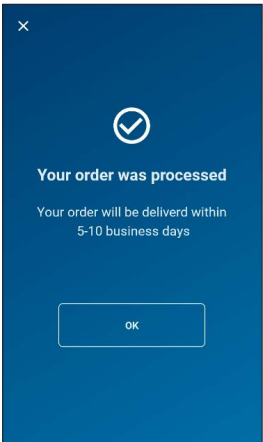 Your order was processed
Your order will be deliverd within
5-10 business days
OK